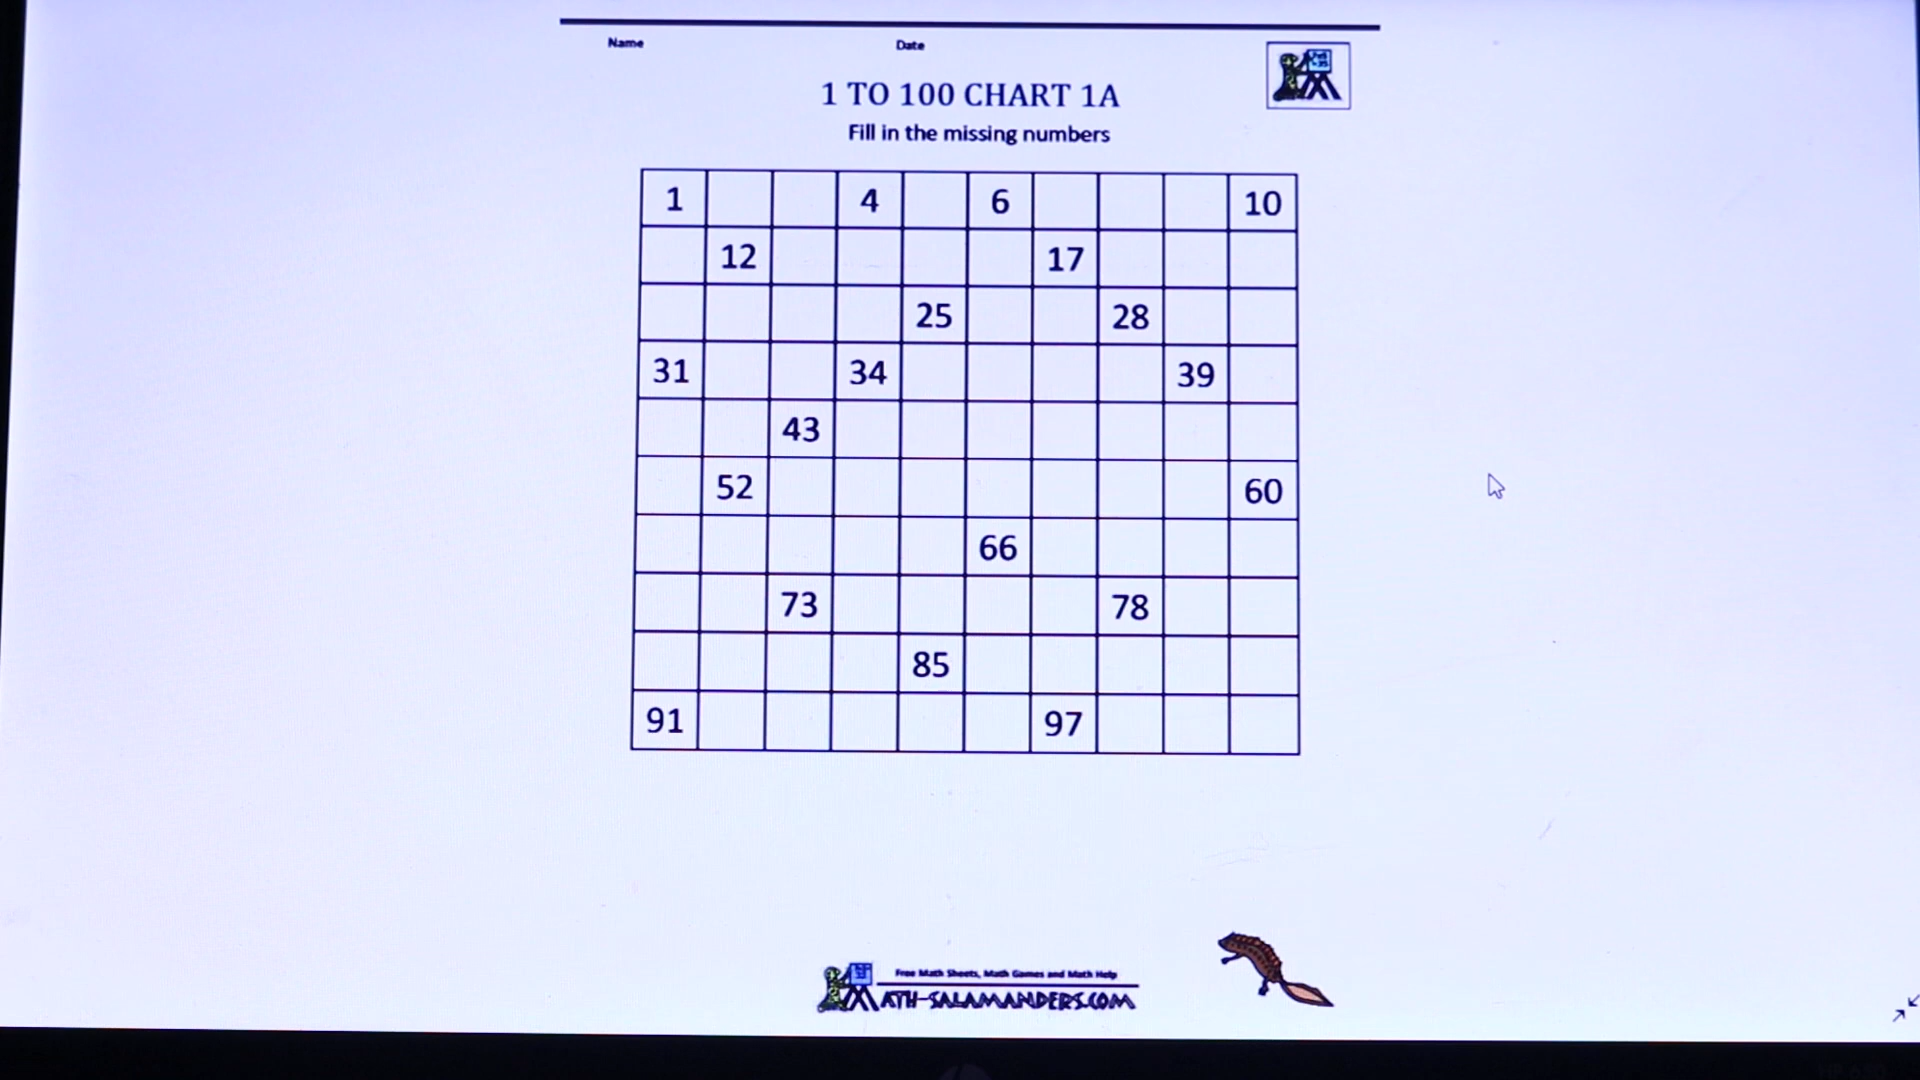 Name Date
1 TO 100 CHART 1A
Fill in the missing numbers
1 4 6 10
12 17
25 28
31 34 39
43
52 60
66
73 78
85
91 97
Free Math Sheets, Math Games and Math Help
MATH-SALAMANDERS.COM